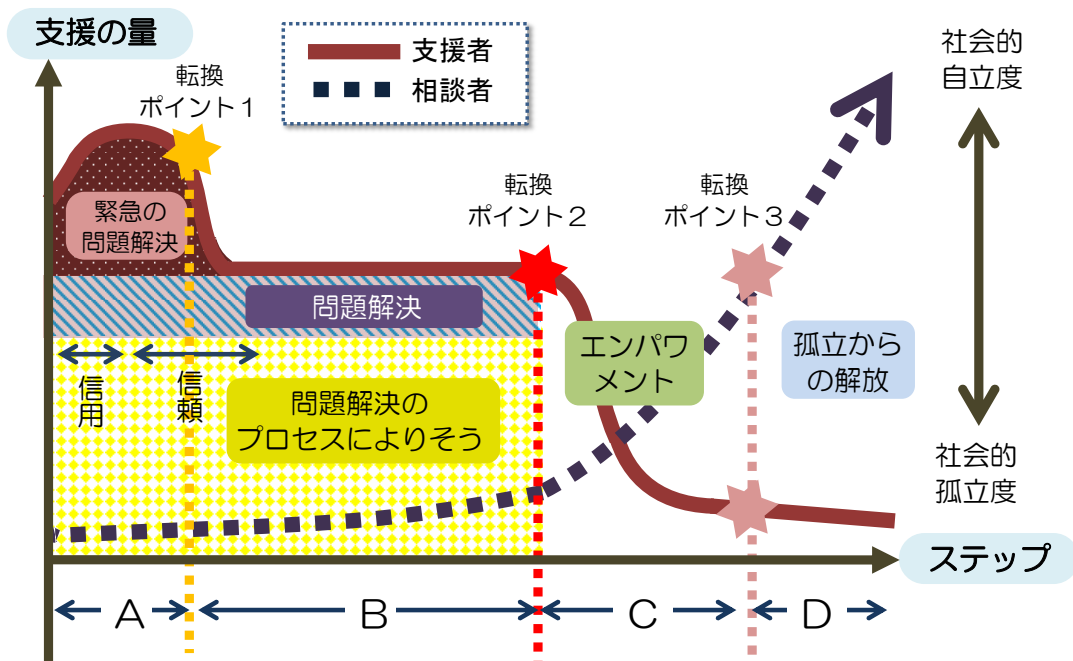 支援の量
支援者
相談者
社会的
自立度
転換
ポイント1
緊急の
問題解決
転換
ポイント2
転換
ポイント3
問題解決
エンパワ
メント
孤立から
の解放
信用
信頼
問題解決の
プロセスによりそう
社会的
孤立度
ステップ
A
B
C
D